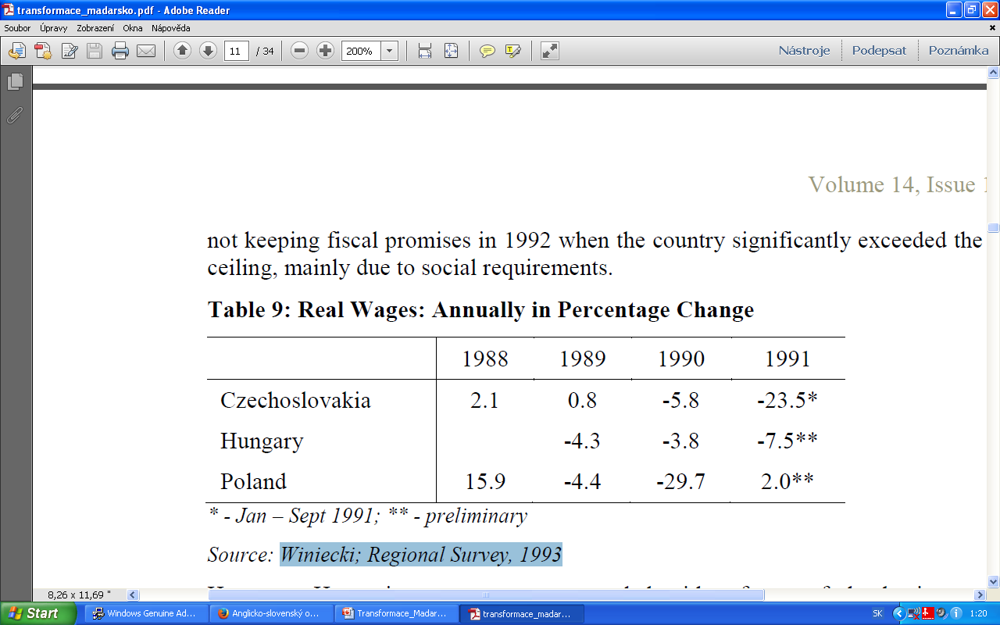 transformace_madarsko.pdf - Adobe Reader
Soubor Úpravy Zobrazení Okna Nápověda
11 / 34 200% Nástroje Podepsat Poznámka
Volume 14, Issue 1
not keeping fiscal promises in 1992 when the country significantly exceeded the
ceiling, mainly due to social requirements.
Table 9: Real Wages: Annually in Percentage Change
1988 1989 1990 1991
Czechoslovakia 2.1 0.8 -5.8 -23.5*
Hungary -4.3 -3.8 -7.5**
Poland 15.9 -4.4 -29.7 2.0**
* - Jan – Sept 1991; ** - preliminary
Source: Winiecki; Regional Survey, 1993
8,26 x 11,69 "
Start Windows Genuine Ad... Anglicko-slovenský o... Transformace_Madar... transformace_madar... SK 1:20